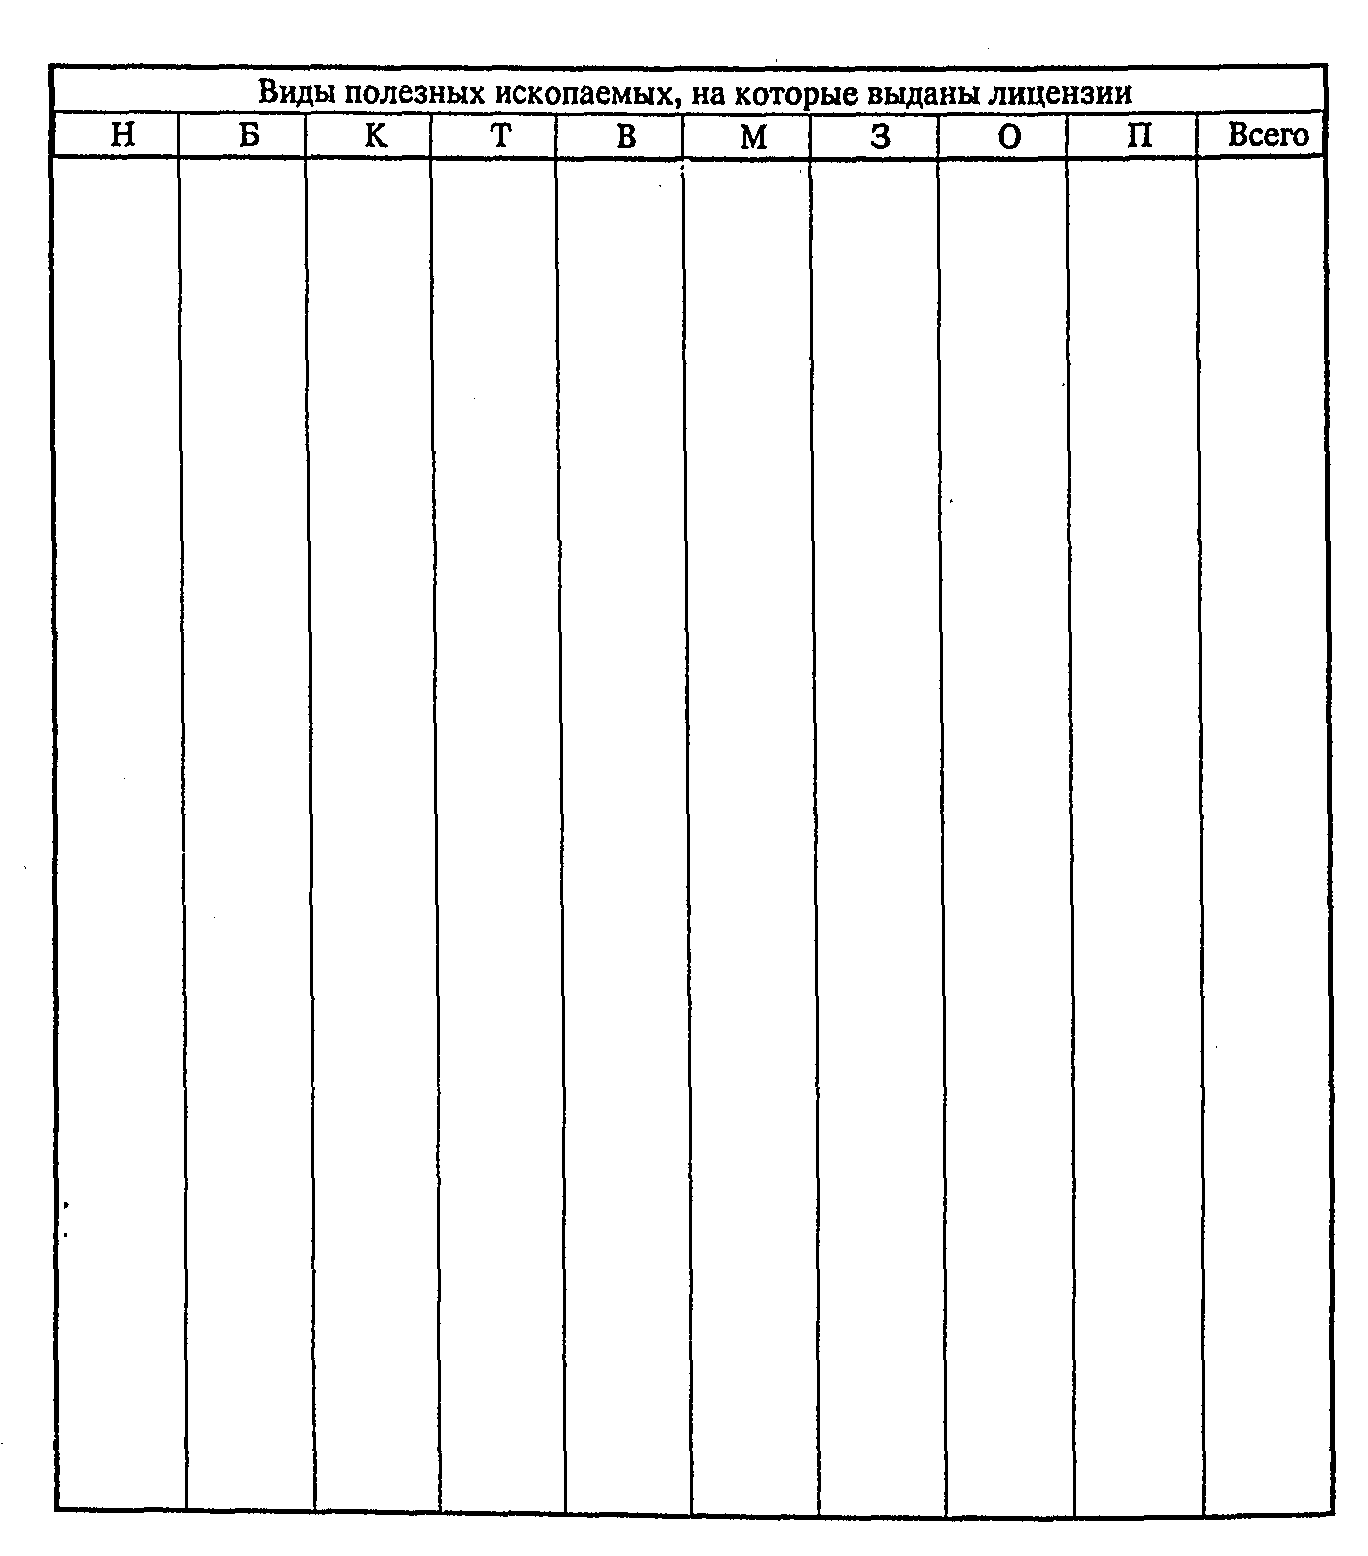 Виды полезных ископаемых, на которые выданы лицензии
Н Б К Т В М З О П Всего